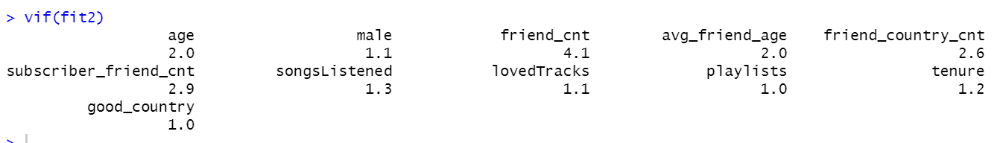 > vif(fit2)
age male friend_cnt avg_friend_age friend_country_cnt
2.0 1.1 4.1 2.0 2.6
subscriber_friend_cnt songsListened lovedTracks playlists tenure
2.9 1.3 1.1 1.0 1.2
good_country
1.0
>